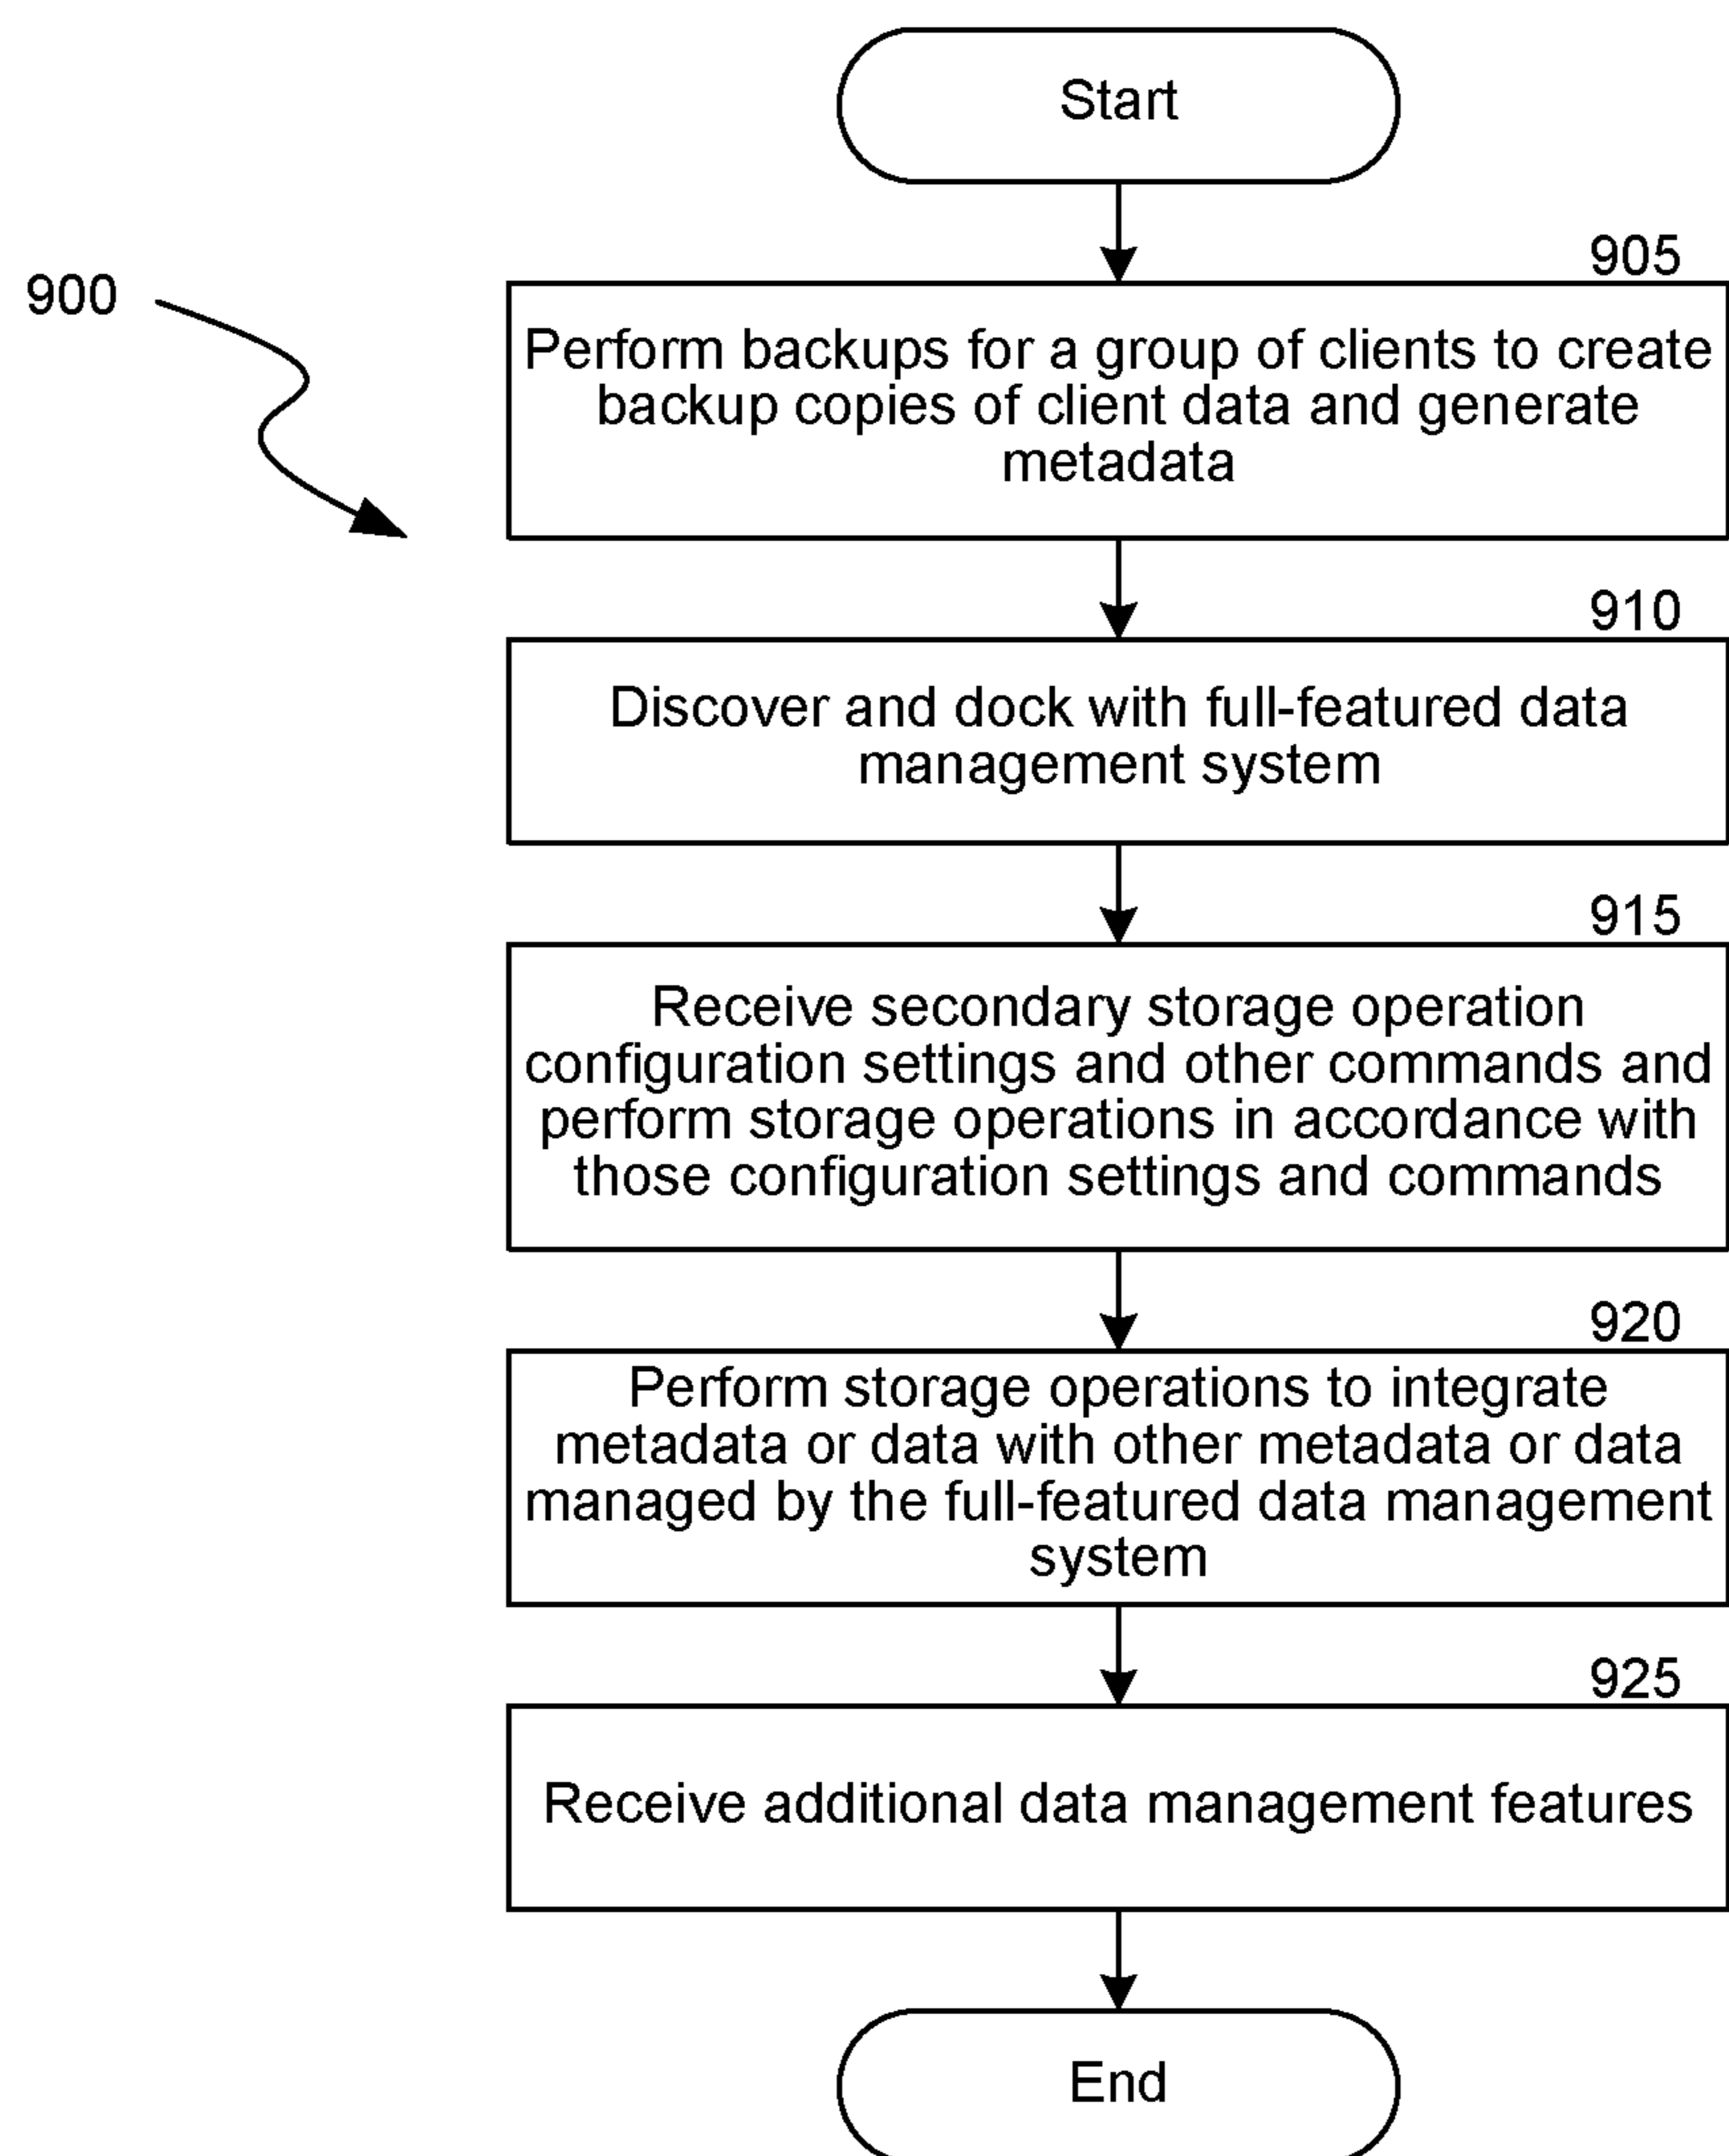 Start
905
900
Perform backups for a group of clients to create
backup copies of client data and generate
metadata
910
Discover and dock with full-featured data
management system
915
Receive secondary storage operation
configuration settings and other commands and
perform storage operations in accordance with
those configuration settings and commands
920
Perform storage operations to integrate
metadata or data with other metadata or data
managed by the full-featured data management
system
925
Receive additional data management features
End